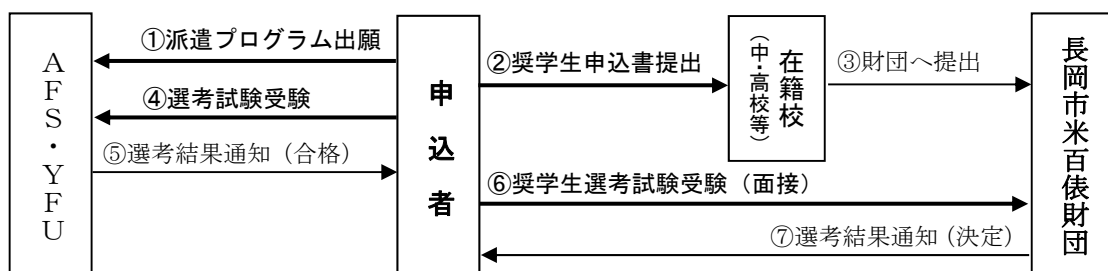 AFS・YFU
①派遣プログラム出願
④選考試験受験
⑤選考結果通知（合格）
申込者
②奨学生申込書提出
在籍校
（中・高校等）
③財団へ提出
⑥奨学生選考試験受験（面接）
⑦選考結果通知（決定）
長岡市米百俵財団